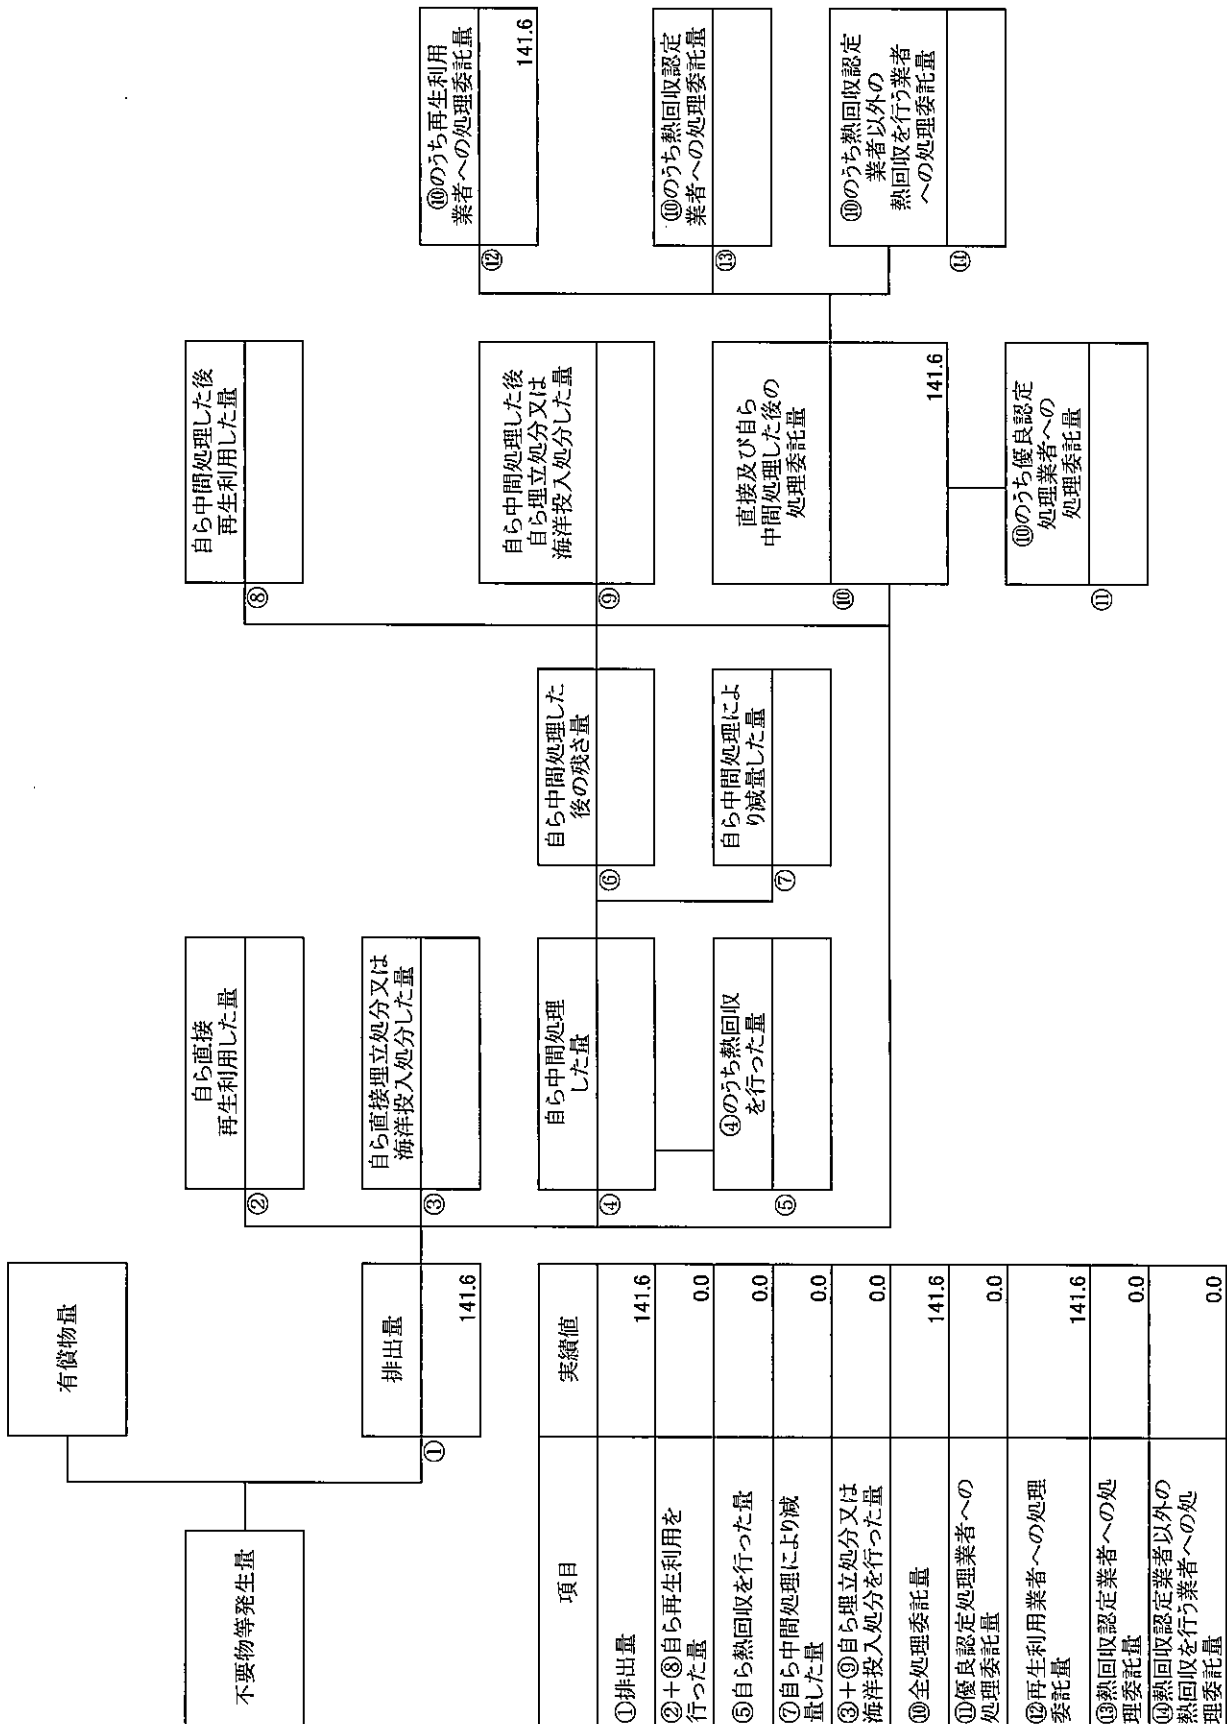 不要物等発生量
有償物量
排出量
①
141.6
自ら直接
再生利用した量
②
自ら直接埋立処分又は
海洋投入処分した量
③
自ら中間処理
した量
④
④のうち熱回収
を行った量
⑤
自ら中間処理した
後の残さ量
⑥
自ら中間処理によ
り減量した量
⑦
自ら中間処理した後
再生利用した量
⑧
自ら中間処理した後
自ら埋立処分又は
海洋投入処分した量
⑨
直接及び自ら
中間処理した後の
処理委託量
⑩
141.6
⑩のうち優良認定
処理業者への
処理委託量
⑪
⑩のうち再生利用
業者への処理委託量
⑫
141.6
⑩のうち熱回収認定
業者への処理委託量
⑬
⑩のうち熱回収認定
業者以外の
熱回収を行う業者
への処理委託量
⑭
項目
実績値
①排出量
141.6
②+⑧自ら再生利用を
行った量
0.0
⑤自ら熱回収を行った量
0.0
⑦自ら中間処理により減
量した量
0.0
③+⑨自ら埋立処分又は
海洋投入処分を行った量
0.0
⑩全処理委託量
141.6
⑪優良認定処理業者への
処理委託量
0.0
⑫再生利用業者への処理
委託量
141.6
⑬熱回収認定業者への処
理委託量
0.0
⑭熱回収認定業者以外の
熱回収を行う業者への処
理委託量
0.0